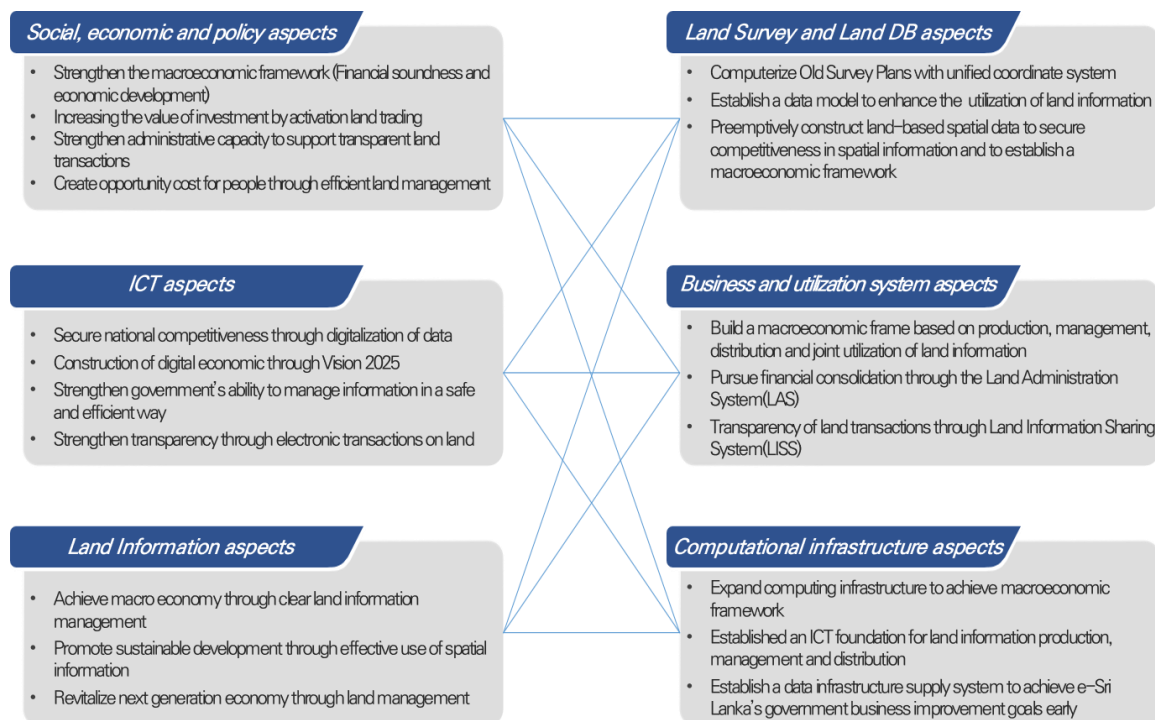 Social, economic and policy aspects
• Strengthen the macroeconomic framework (Financial soundness and
economic development)
• Increasing the value of investment by activation land trading
• Strengthen administrative capacity to support transparent land
transactions
• Create opportunity cost for people through efficient land management
Land Survey and Land DB aspects
• Computerize Old Survey Plans with unified coordinate system
• Establish a data model to enhance the utilization of land information
• Preemptively construct land-based spatial data to secure
competitiveness in spatial information and to establish a
macroeconomic framework
ICT aspects
• Secure national competitiveness through digitalization of data
• Construction of digital economic through Vision 2025
• Strengthen government's ability to manage information in a safe
and efficient way
• Strengthen transparency through electronic transactions on land
Business and utilization system aspects
• Build a macroeconomic frame based on production, management,
distribution and joint utilization of land information
• Pursue financial consolidation through the Land Administration
System(LAS)
• Transparency of land transactions through Land Information Sharing
System(LISS)
Land Information aspects
• Achieve macro economy through clear land information
management
• Promote sustainable development through effective use of spatial
information
• Revitalize next generation economy through land management
Computational infrastructure aspects
• Expand computing infrastructure to achieve macroeconomic
framework
• Established an ICT foundation for land information production,
management and distribution
• Establish a data infrastructure supply system to achieve e-Sri
Lanka's government business improvement goals early